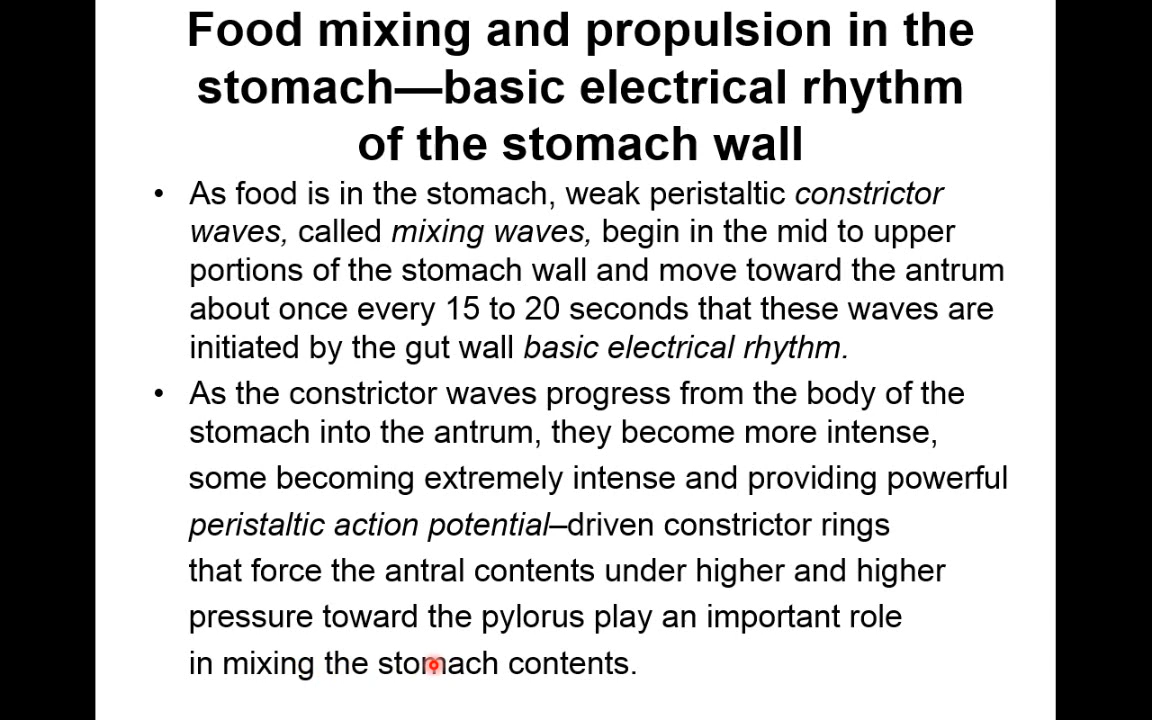 Food mixing and propulsion in the
stomach—basic electrical rhythm
of the stomach wall
• As food is in the stomach, weak peristaltic constrictor
waves, called mixing waves, begin in the mid to upper
portions of the stomach wall and move toward the antrum
about once every 15 to 20 seconds that these waves are
initiated by the gut wall basic electrical rhythm.
• As the constrictor waves progress from the body of the
stomach into the antrum, they become more intense,
some becoming extremely intense and providing powerful
peristaltic action potential–driven constrictor rings
that force the antral contents under higher and higher
pressure toward the pylorus play an important role
in mixing the stomach contents.